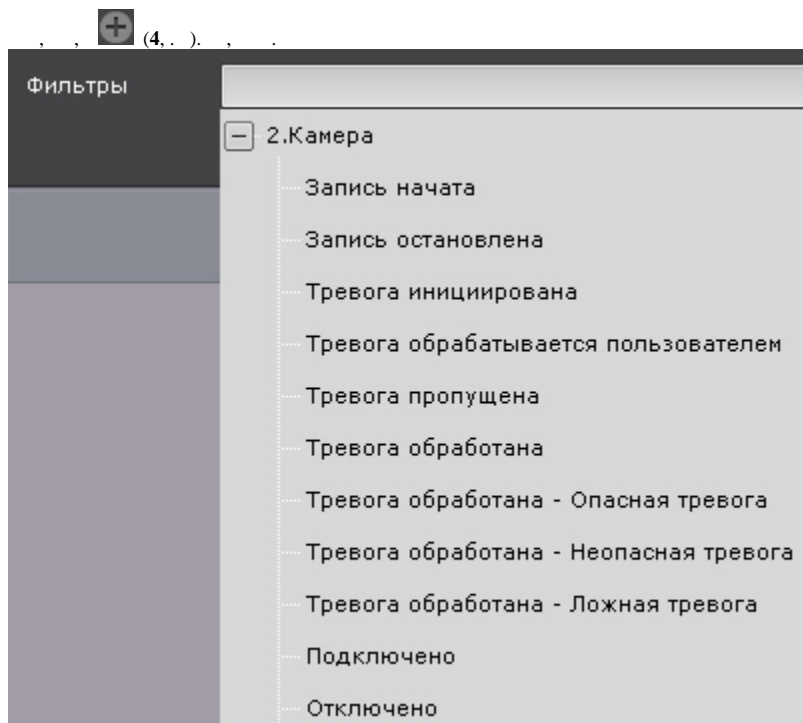 , , , (4, . ). , .
Фильтры
2.Камера
Запись начата
Запись остановлена
Тревога инициирована
Тревога обрабатывается пользователем
Тревога пропущена
Тревога обработана
Тревога обработана - Опасная тревога
Тревога обработана - Неопасная тревога
Тревога обработана - Ложная тревога
Подключено
Отключено